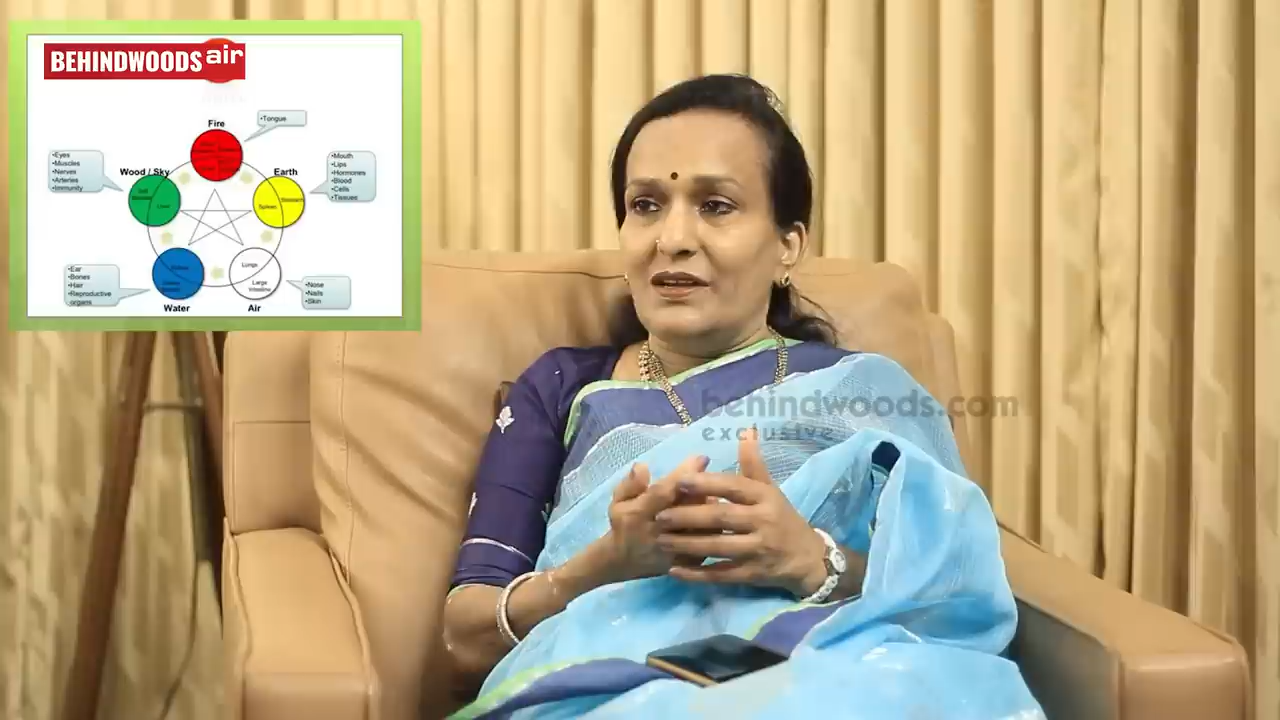 BEHINDWOODS air
Fire
•Tongue
•Eyes
•Muscles
•Nerves
•Arteries
•Immunity
Wood / Sky
Earth
•Mouth
•Lips
•Hormones
•Blood
•Cells
•Tissues
Liver
Spleen
Stomach
•Ear
•Bones
•Hair
•Reproductive
organs
Lungs
Large
Intestine
•Nose
•Nails
•Skin
Water
Air
behindwoods.com
exclusive